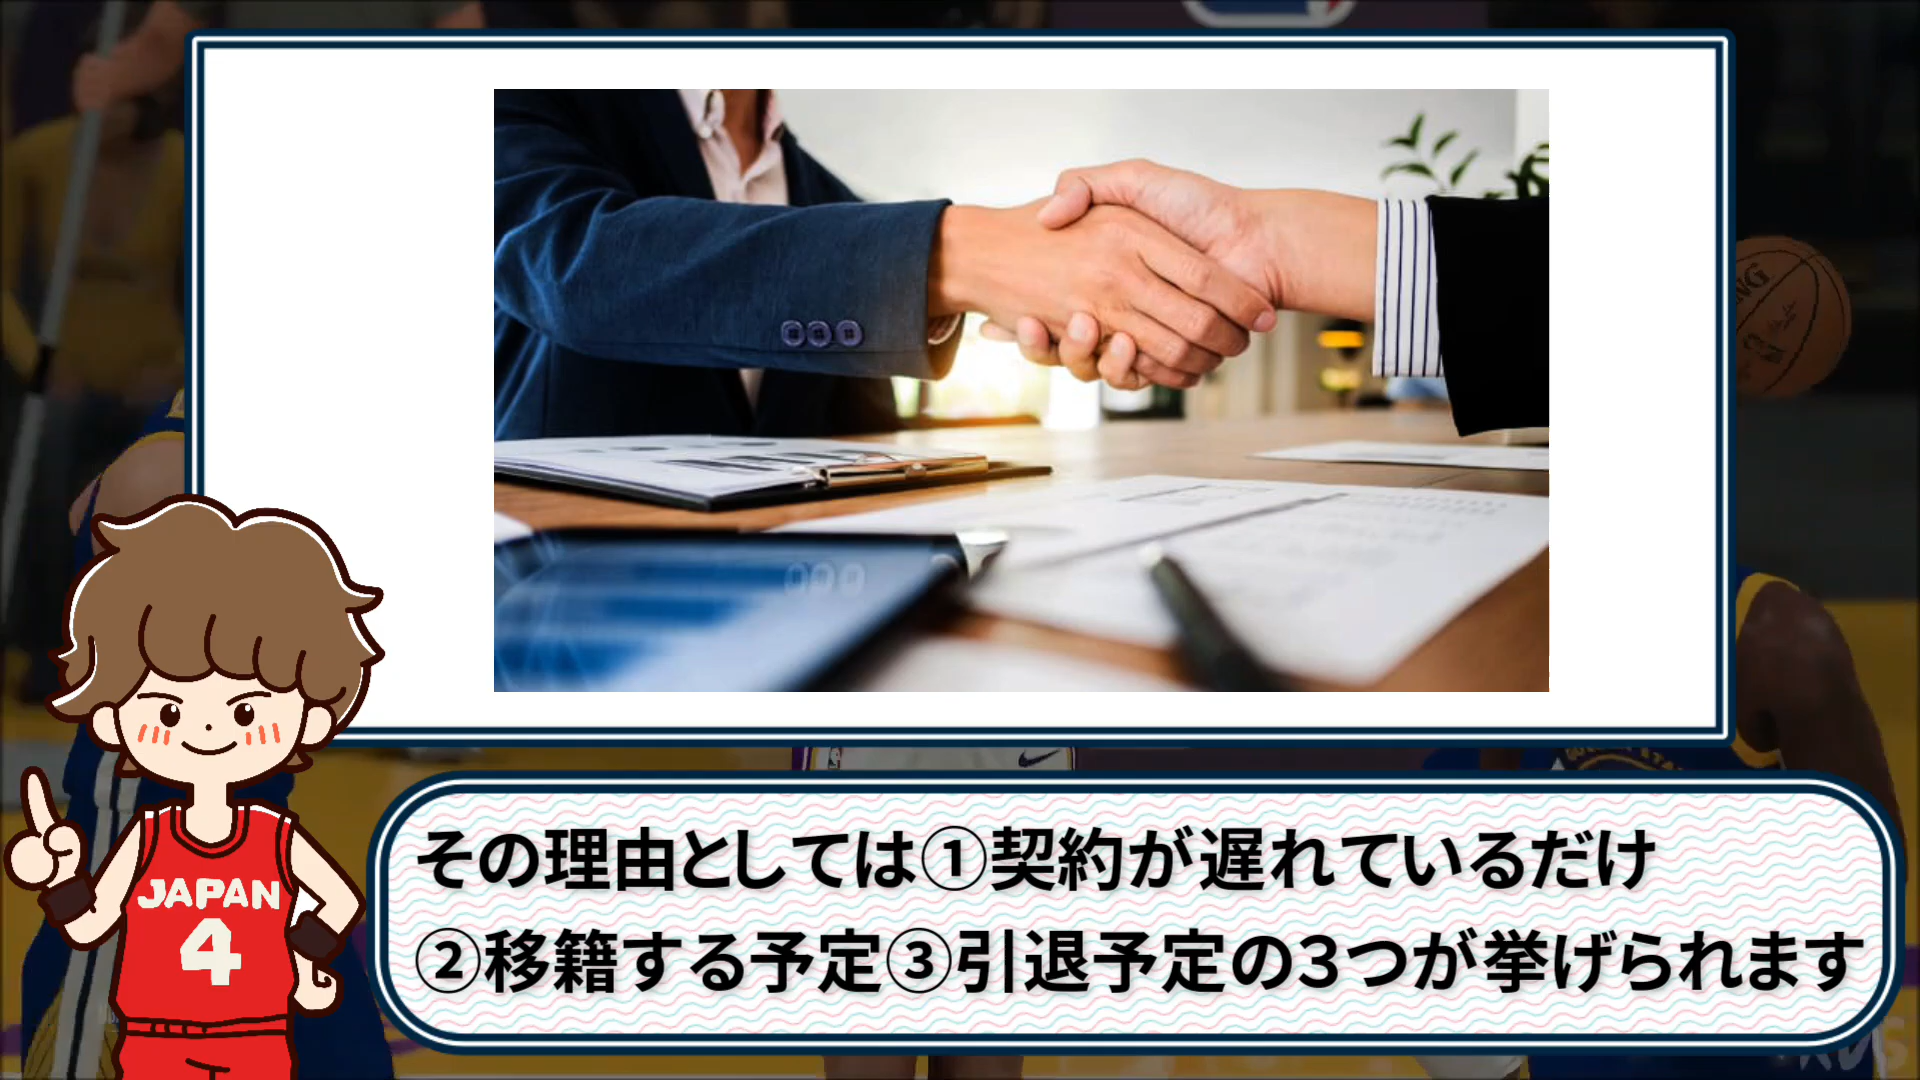 その理由としては①契約が遅れているだけ
②移籍する予定③引退予定の3つが挙げられます
JAPAN
4